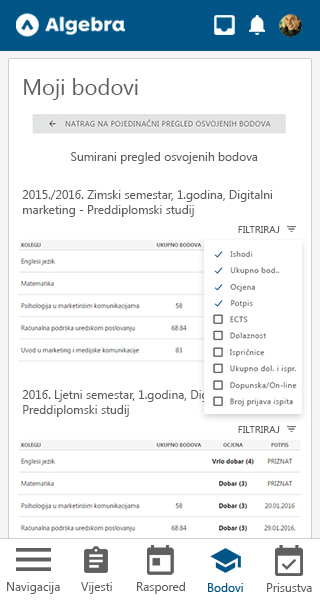 Algebra
Moji bodovi
NATRAG NA POJEDINAČNI PREGLED OSVOJENIH BODOVA
Sumirani pregled osvojenih bodova
2015./2016. Zimski semestar, 1.godina, Digitalni
marketing - Preddiplomski studij
FILTRIRAJ
KOLEGIJ UKUPNO BODOVA
Engleski jezik
Matematika
Psihologija u marketinškim komunikacijama 58
Računalna podrška uredskom poslovanju 68.84
Uvod u marketing i medijske komunikacije 83
Ishodi
Ukupno bod..
Ocjena
Potpis
ECTS
Dolaznost
Ispričnice
Ukupno dol. i ispr.
Dopunska/On-line
Broj prijava ispita
2016. Ljetni semestar, 1.godina,
Preddiplomski studij
FILTRIRAJ
KOLEGIJ UKUPNO BODOVA OCJENA POTPIS
Engleski jezik Vrlo dobar (4) PRIZNAT
Matematika Dobar (3) PRIZNAT
Psihologija u marketinškim komunikacijama 58 Dobar (3) 20.01.2016
Računalna podrška uredskom poslovanju 68.84 Dobar (3) 29.01.2016.
Navigacija Vijesti Raspored Bodovi Prisustva